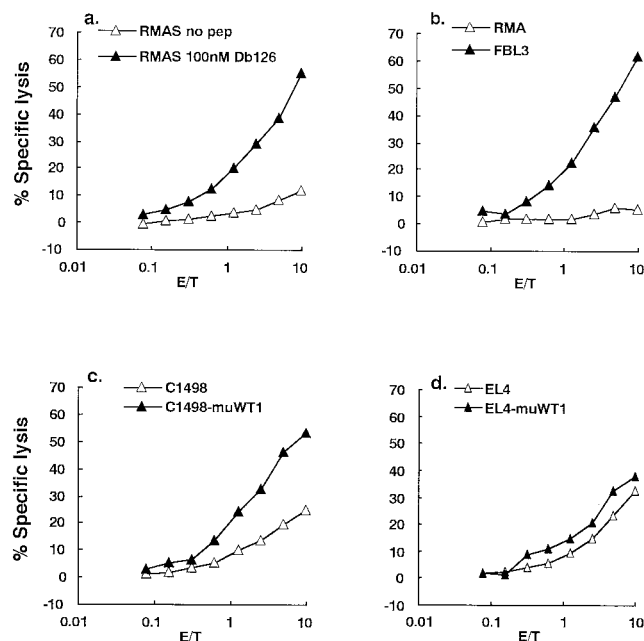 a.
RMAS no pep
RMAS 100nM Db126
% Specific lysis
70
60
50
40
30
20
10
0
-10
0.01
0.1
1
10
E/T
b.
RMA
FBL3
70
60
50
40
30
20
10
0
-10
0.01
0.1
1
10
E/T
c.
C1498
C1498-muWT1
% Specific lysis
70
60
50
40
30
20
10
0
-10
0.01
0.1
1
10
E/T
d.
EL4
EL4-muWT1
70
60
50
40
30
20
10
0
-10
0.01
0.1
1
10
E/T